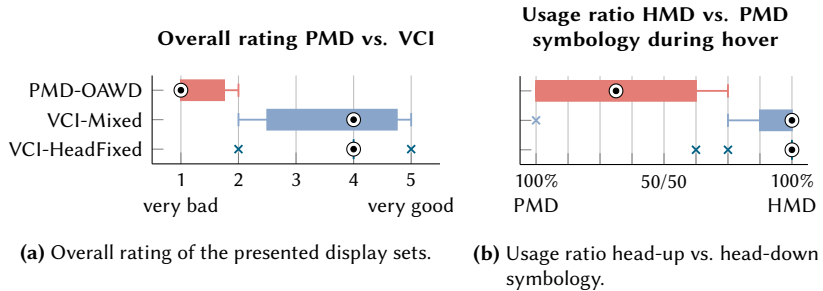 Overall rating PMD vs. VCI
PMD-OAWD
VCI-Mixed
VCI-HeadFixed
1 2 3 4 5
very bad very good
(a) Overall rating of the presented display sets.
Usage ratio HMD vs. PMD
symbology during hover
100% 50/50 100%
PMD HMD
(b) Usage ratio head-up vs. head-down
symbology.